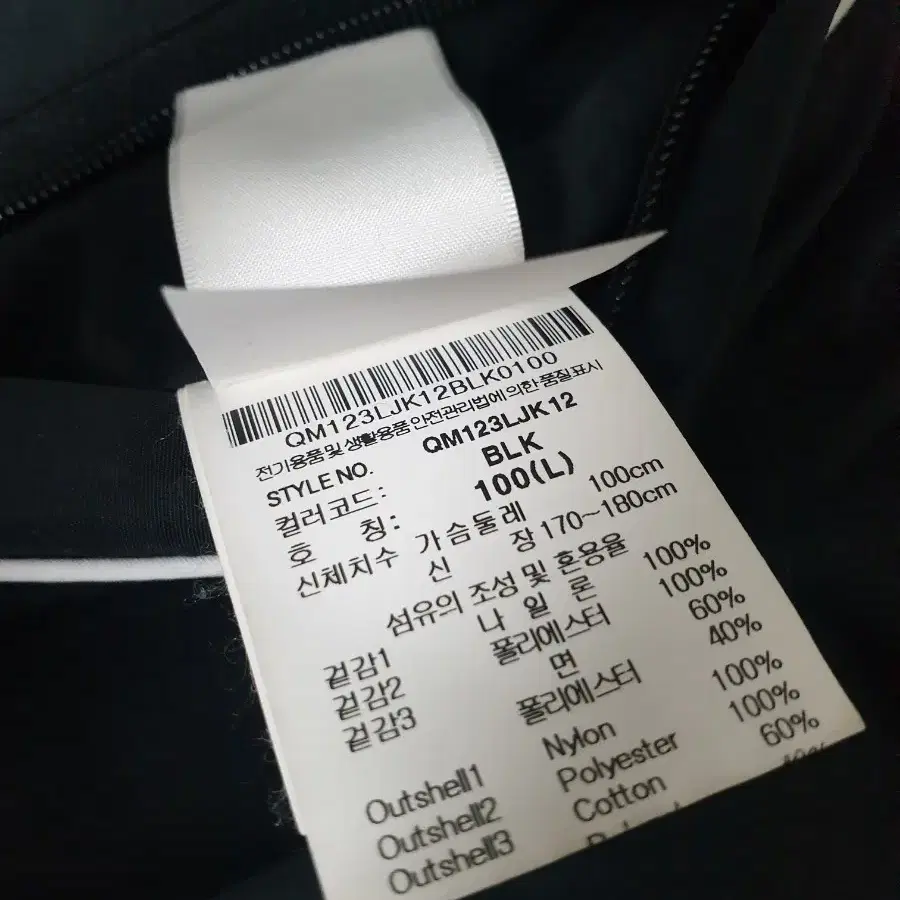 QM123LJK12BLK0100
전기용품 및 생활용품 안전관리법에 의한 품질표시
STYLE NO. QM123LJK12
컬러코드: BLK
호 칭: 100(L)
신체치수 가슴둘레 100cm
신 장 170~180cm
섬유의 조성 및 혼용율
겉감1 나일론 100%
겉감2 폴리에스터 100%
겉감3 면 60%
폴리에스터 40%
Outshell1 Nylon 100%
Outshell2 Polyester 100%
Outshell3 Cotton 60%